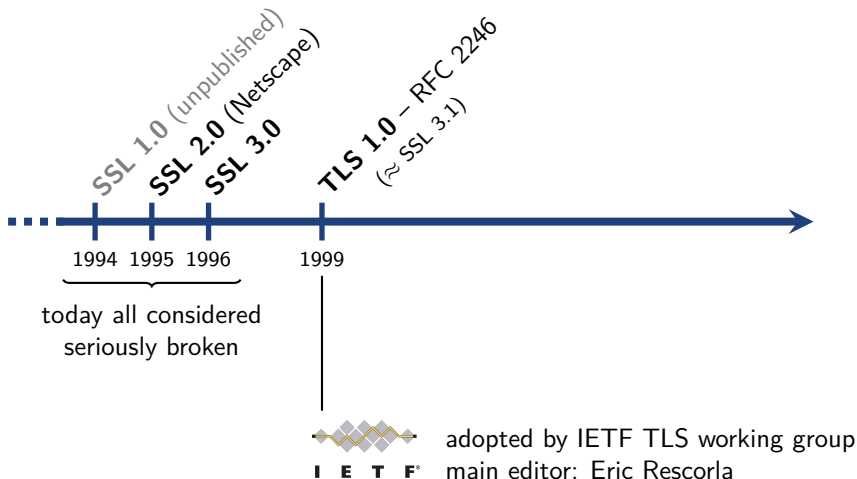 SSL 1.0 (unpublished)
SSL 2.0 (Netscape)
SSL 3.0
TLS 1.0 – RFC 2246
(≈ SSL 3.1)
1994 1995 1996 1999
today all considered
seriously broken
adopted by IETF TLS working group
I E T F®
main editor: Eric Rescorla